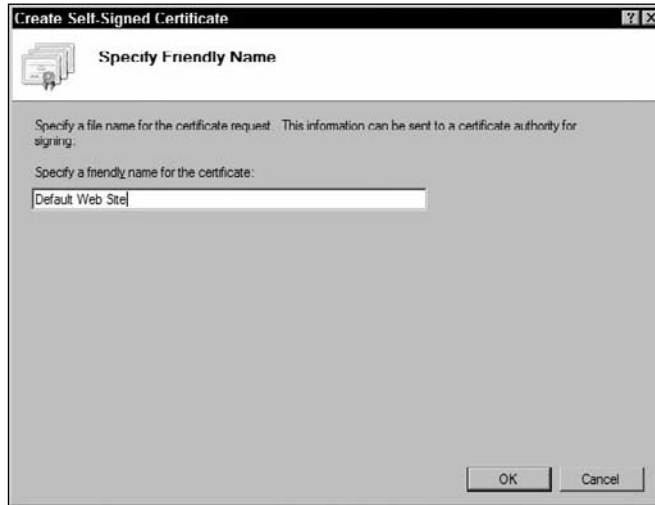 Create Self-Signed Certificate
Specify Friendly Name
Specify a file name for the certificate request. This information can be sent to a certificate authority for
signing:
Specify a friendly name for the certificate:
Default Web Site
OK
Cancel